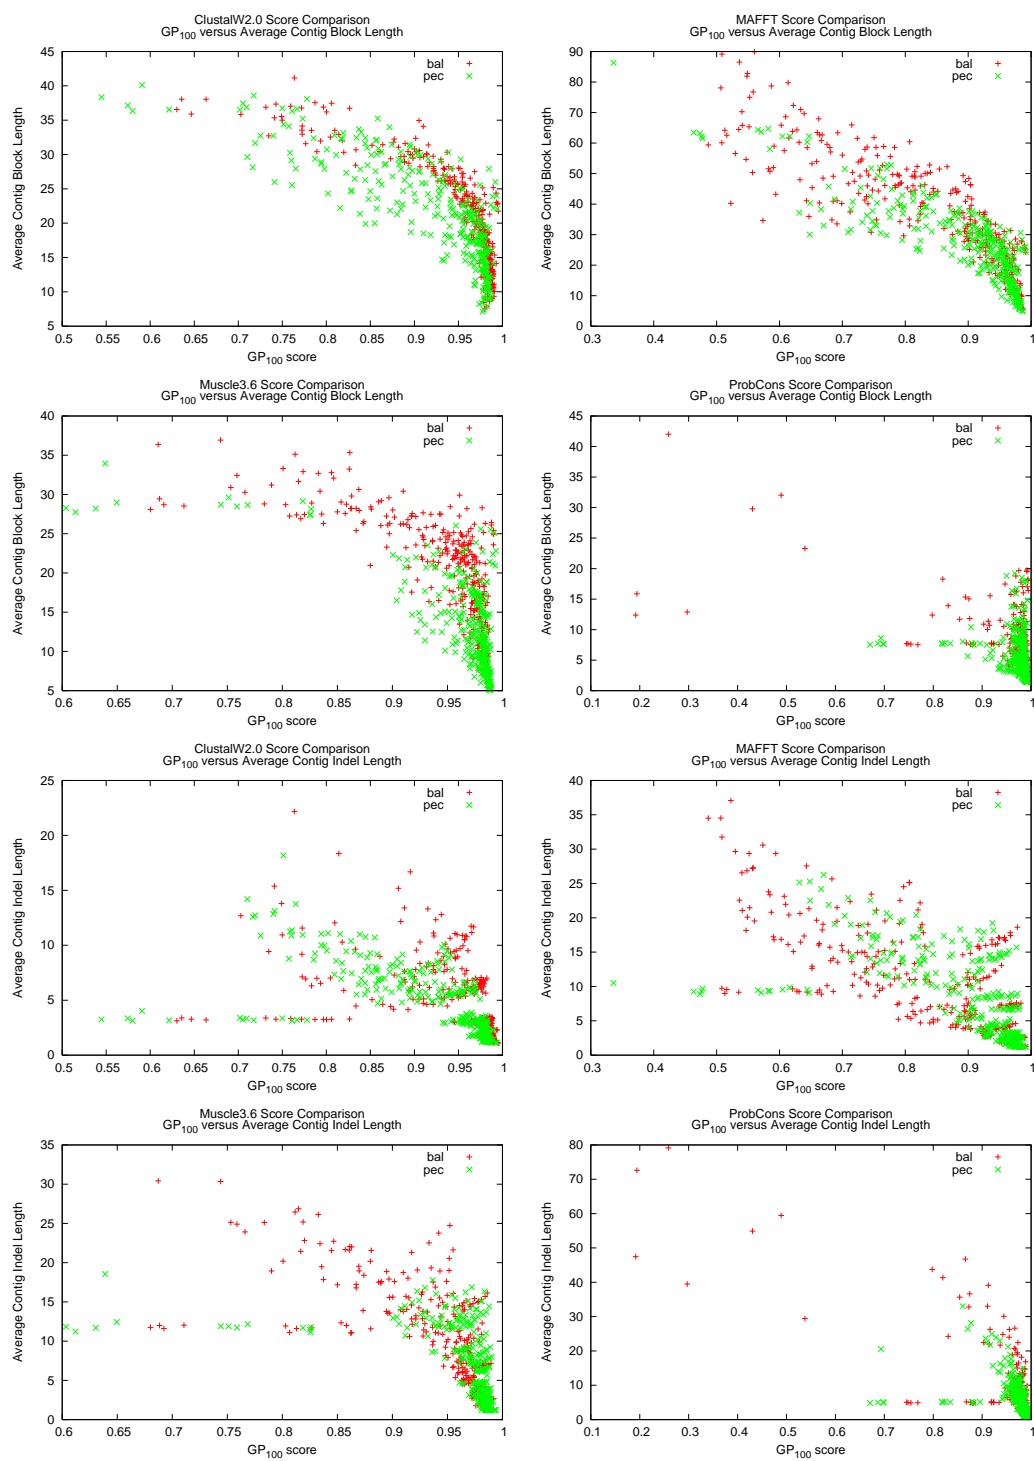 ClustalW2.0 Score Comparison
GP100 versus Average Contig Block Length
45
40
35
30
25
20
15
10
5
0.5 0.55 0.6 0.65 0.7 0.75 0.8 0.85 0.9 0.95 1
Average Contig Block Length
GP100 score
bal
pec
MAFFT Score Comparison
GP100 versus Average Contig Block Length
90
80
70
60
50
40
30
20
10
0
0.3 0.4 0.5 0.6 0.7 0.8 0.9 1
Average Contig Block Length
GP100 score
bal
pec
Muscle3.6 Score Comparison
GP100 versus Average Contig Block Length
40
35
30
25
20
15
10
5
0.6 0.65 0.7 0.75 0.8 0.85 0.9 0.95 1
Average Contig Block Length
GP100 score
bal
pec
ProbCons Score Comparison
GP100 versus Average Contig Block Length
45
40
35
30
25
20
15
10
5
0
0.1 0.2 0.3 0.4 0.5 0.6 0.7 0.8 0.9 1
Average Contig Block Length
GP100 score
bal
pec
ClustalW2.0 Score Comparison
GP100 versus Average Contig Indel Length
25
20
15
10
5
0
0.5 0.55 0.6 0.65 0.7 0.75 0.8 0.85 0.9 0.95 1
Average Contig Indel Length
GP100 score
bal
pec
MAFFT Score Comparison
GP100 versus Average Contig Indel Length
40
35
30
25
20
15
10
5
0
0.3 0.4 0.5 0.6 0.7 0.8 0.9 1
Average Contig Indel Length
GP100 score
bal
pec
Muscle3.6 Score Comparison
GP100 versus Average Contig Indel Length
35
30
25
20
15
10
5
0
0.6 0.65 0.7 0.75 0.8 0.85 0.9 0.95 1
Average Contig Indel Length
GP100 score
bal
pec
ProbCons Score Comparison
GP100 versus Average Contig Indel Length
80
70
60
50
40
30
20
10
0
0.1 0.2 0.3 0.4 0.5 0.6 0.7 0.8 0.9 1
Average Contig Indel Length
GP100 score
bal
pec